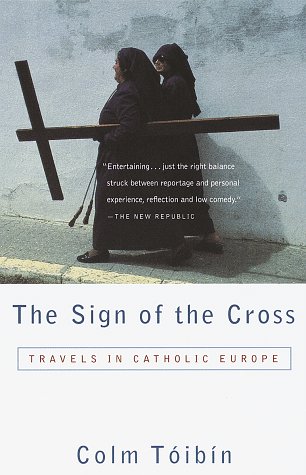 "Entertaining . . . just the right balance
struck between reportage and personal
experience, reflection and low comedy."
—THE NEW REPUBLIC
The Sign of the Cross
TRAVELS IN CATHOLIC EUROPE
Colm Tóibín